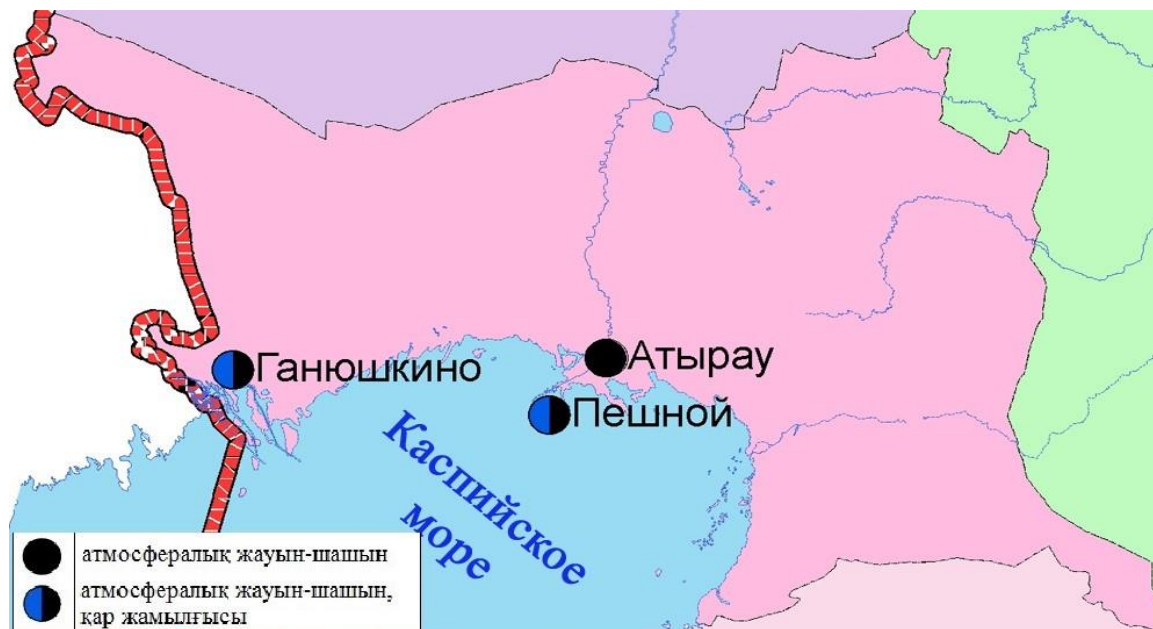 Ганюшкино
Атырау
Пешной
Каспийское
море
атмосфералық жауын-шашын
атмосфералық жауын-шашын,
қар жамылғысы